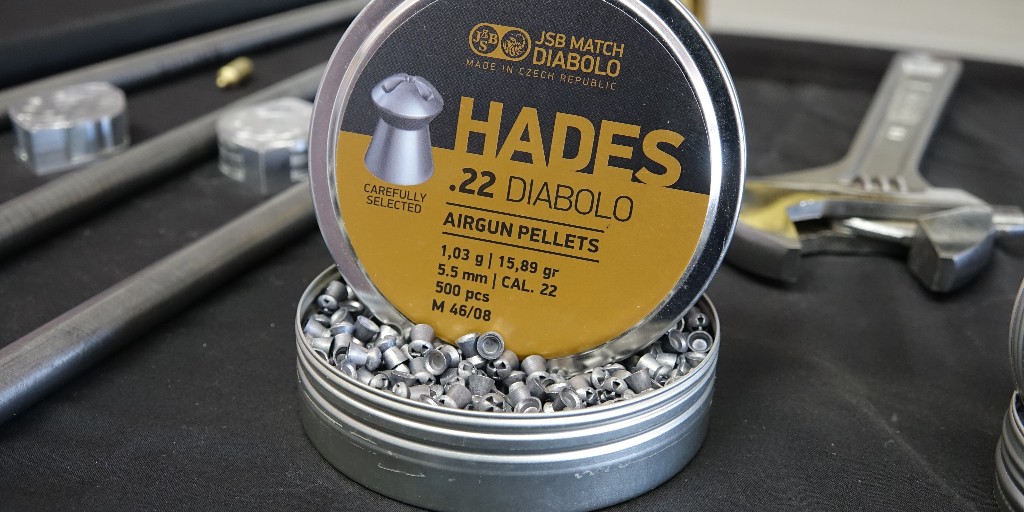 JSB
JSB MATCH
DIABOLO
MADE IN CZECH REPUBLIC
HADES
CAREFULLY
SELECTED
.22 DIABOLO
AIRGUN PELLETS
1,03 g | 15,89 gr
5.5 mm | CAL. 22
500 pcs
M 46/08